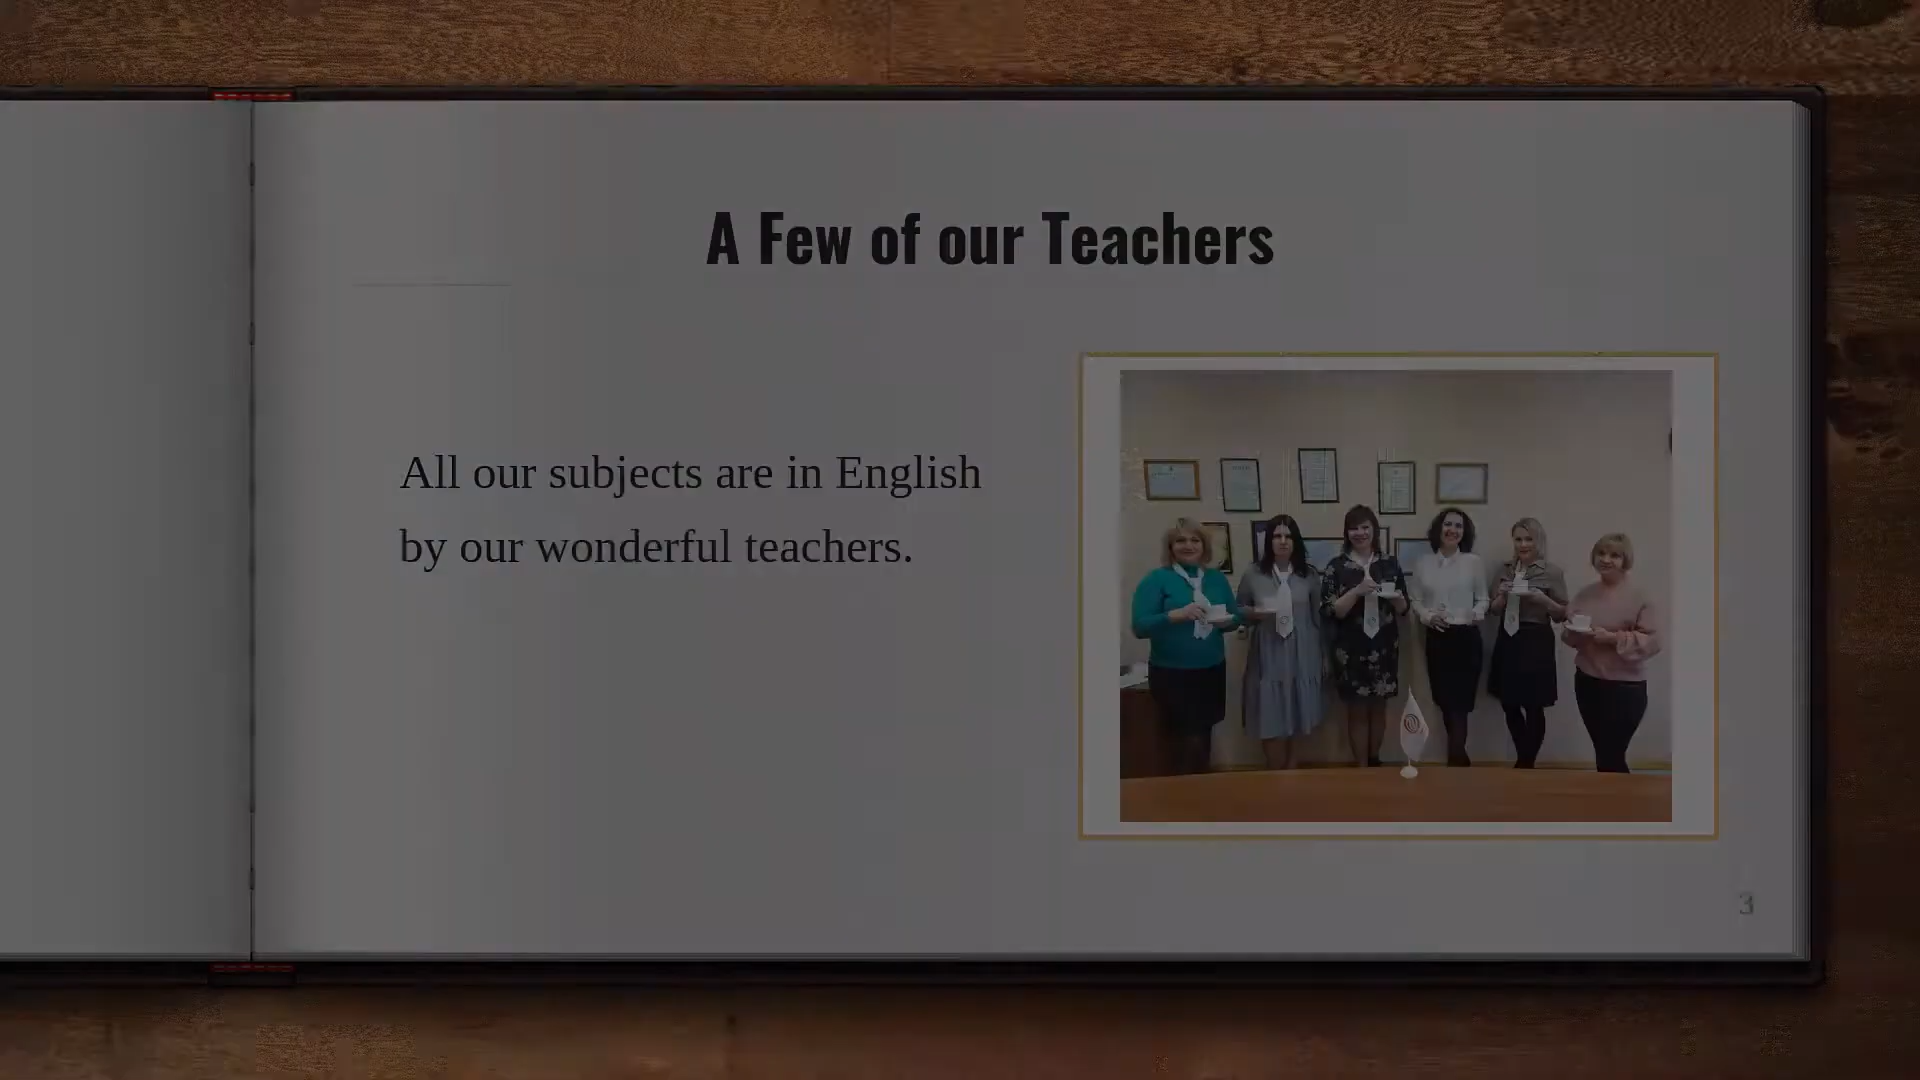 A Few of our Teachers
All our subjects are in English
by our wonderful teachers.
3